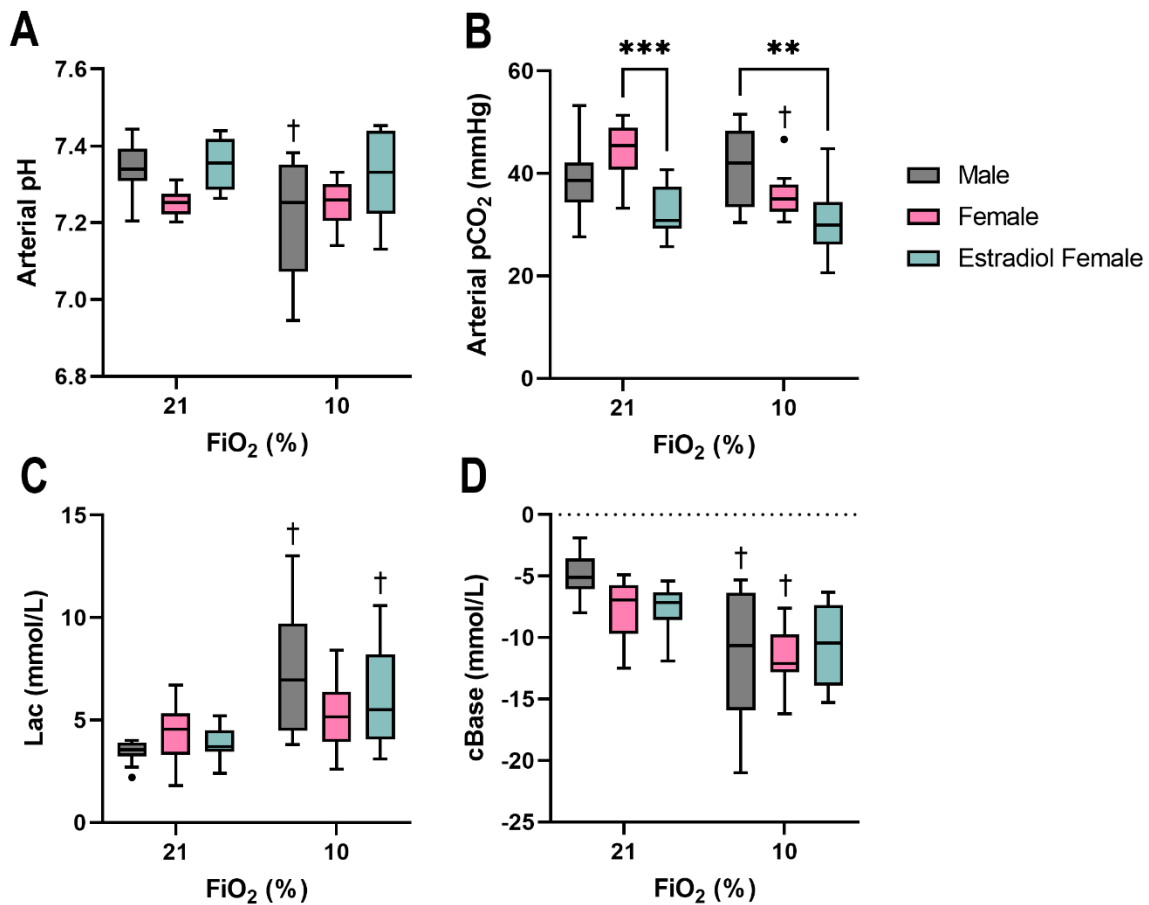 A
Arterial pH
7.6
7.4
7.2
7.0
6.8
†
21
10
FiO2 (%)
B
Arterial pCO2 (mmHg)
60
40
20
0
***
**
†
21
10
FiO2 (%)
Male
Female
Estradiol Female
C
Lac (mmol/L)
15
10
5
0
†
†
21
10
FiO2 (%)
D
cBase (mmol/L)
0
-5
-10
-15
-20
-25
†
†
21
10
FiO2 (%)